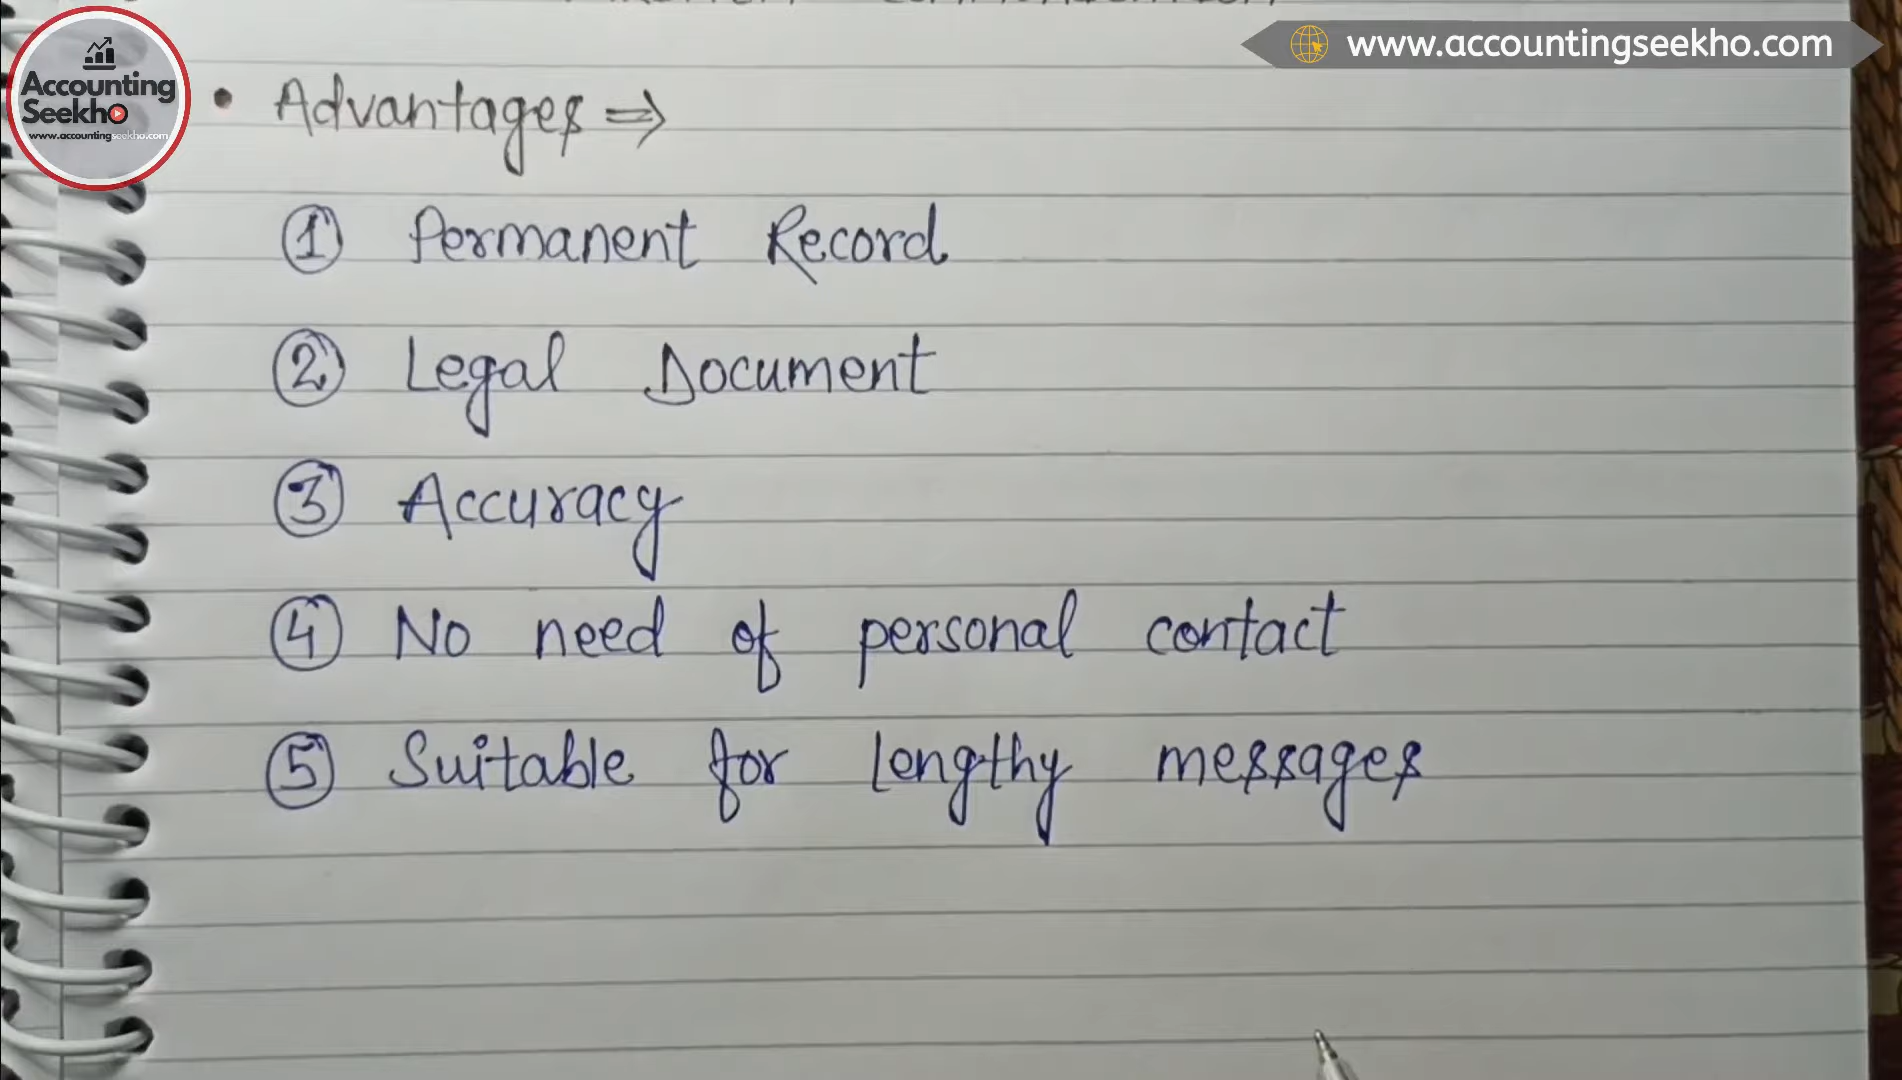 www.accountingseekho.com
Accounting
Seekho
www.accountingseekho.com
• Advantages ⇒
① Permanent Record
② Legal Document
③ Accuracy
④ No need of personal contact
⑤ Suitable for lengthy messages